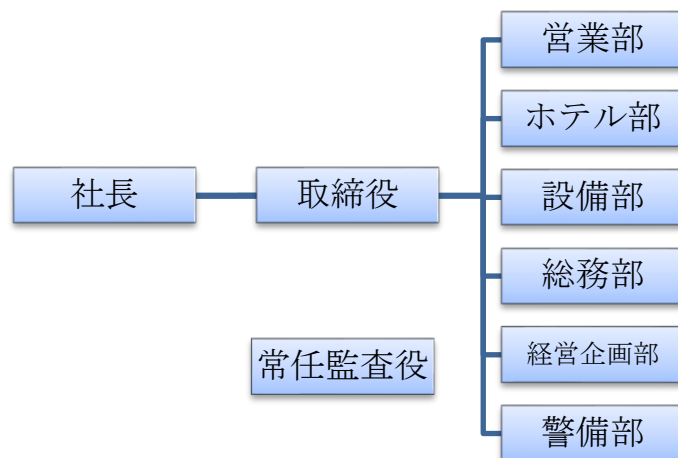 社長
取締役
常任監査役
営業部
ホテル部
設備部
総務部
経営企画部
警備部